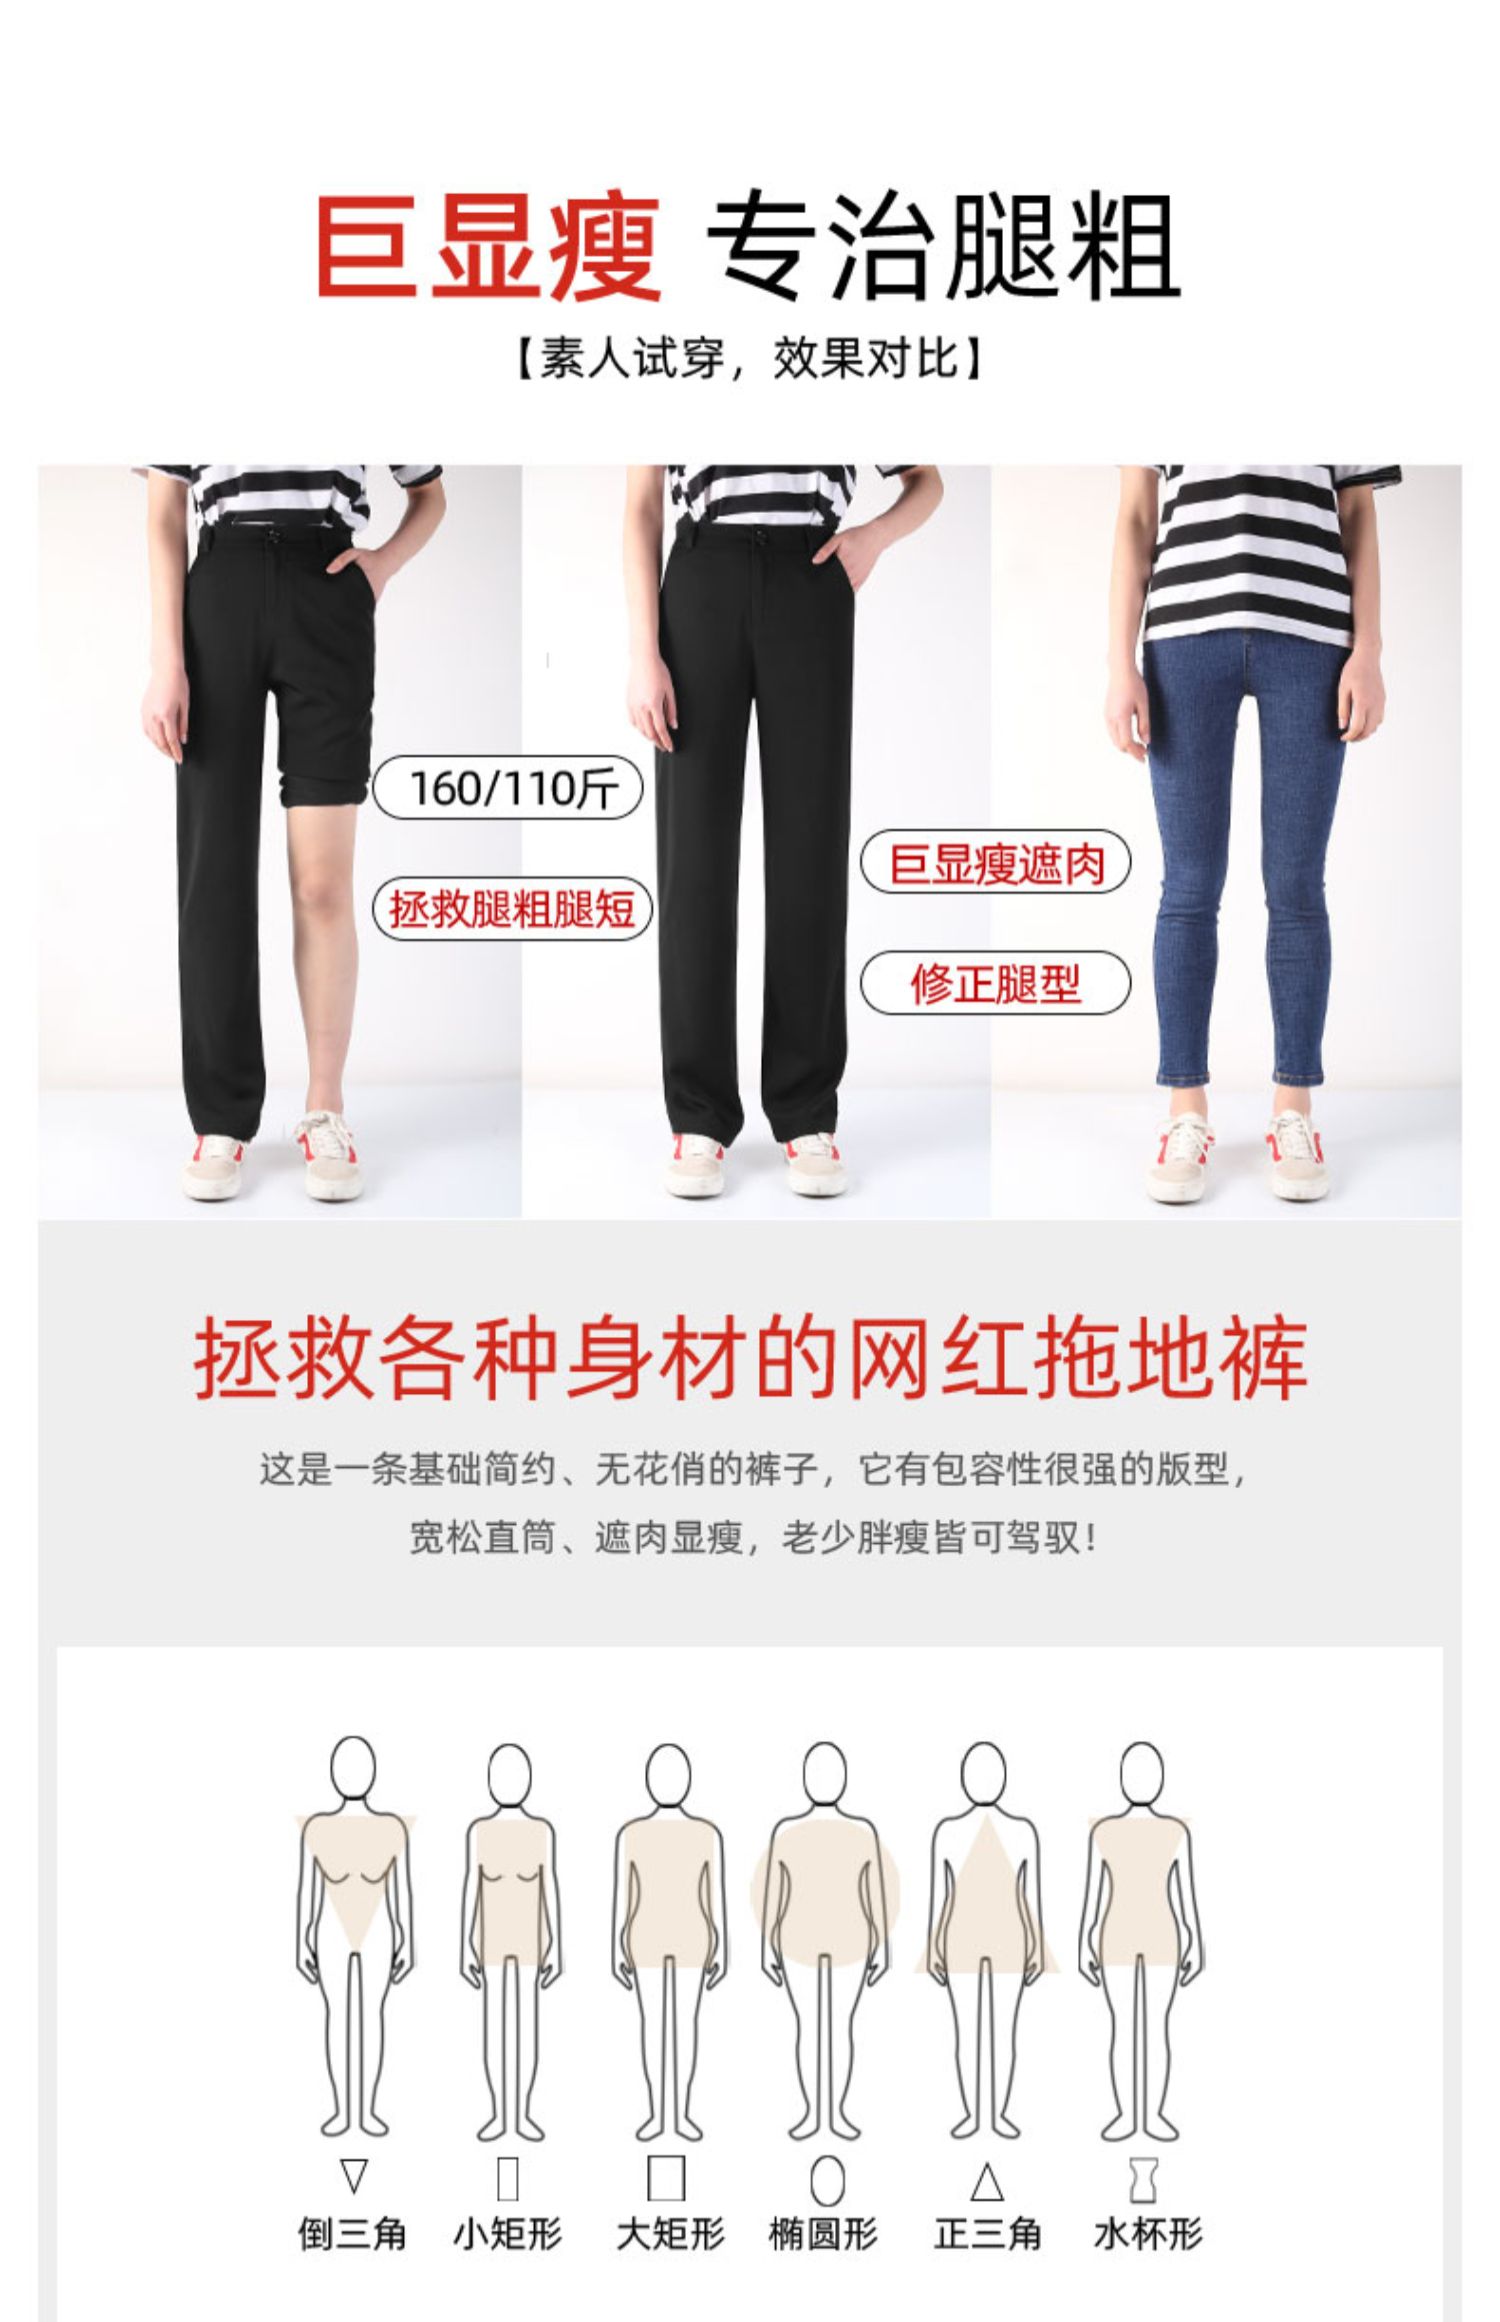 巨显瘦 专治腿粗
【素人试穿，效果对比】
160/110斤
拯救腿粗腿短
巨显瘦遮肉
修正腿型
拯救各种身材的网红拖地裤
这是一条基础简约、无花俏的裤子，它有包容性很强的版型，
宽松直筒、遮肉显瘦，老少胖瘦皆可驾驭！
倒三角 小矩形 大矩形 椭圆形 正三角 水杯形